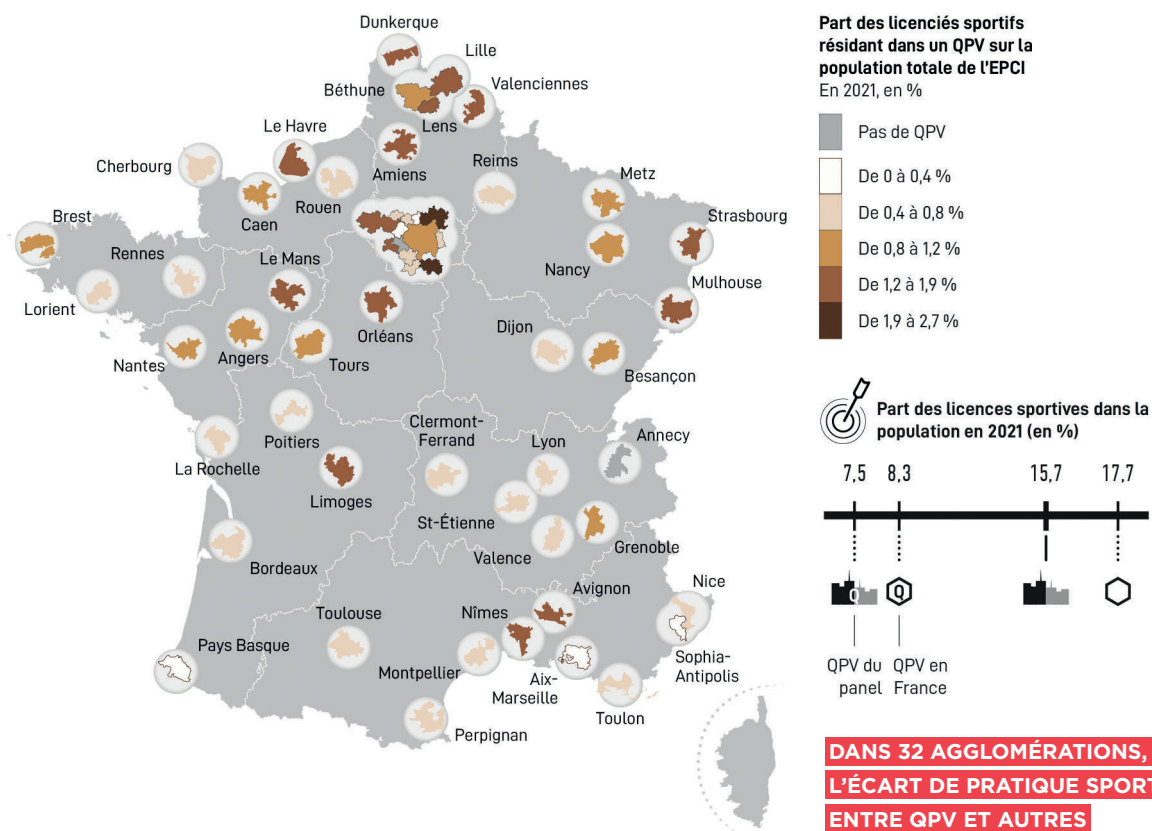 Dunkerque
Lille
Béthune
Valenciennes
Lens
Le Havre
Cherbourg
Amiens
Reims
Metz
Rouen
Caen
Strasbourg
Brest
Rennes
Le Mans
Nancy
Mulhouse
Lorient
Orléans
Dijon
Nantes
Angers
Tours
Besançon
Clermont-
Ferrand
Lyon
Annecy
Poitiers
La Rochelle
Limoges
St-Étienne
Valence
Grenoble
Bordeaux
Avignon
Nice
Toulouse
Nîmes
Pays Basque
Montpellier
Aix-
Marseille
Sophia-
Antipolis
Toulon
Perpignan
Part des licenciés sportifs
résidant dans un QPV sur la
population totale de l'EPCI
En 2021, en %
Pas de QPV
De 0 à 0,4 %
De 0,4 à 0,8 %
De 0,8 à 1,2 %
De 1,2 à 1,9 %
De 1,9 à 2,7 %
Part des licences sportives dans la
population en 2021 (en %)
7,5 8,3 15,7 17,7
Q Q
QPV du
panel
QPV en
France
DANS 32 AGGLOMÉRATIONS,
L'ÉCART DE PRATIQUE SPORT
ENTRE QPV ET AUTRES